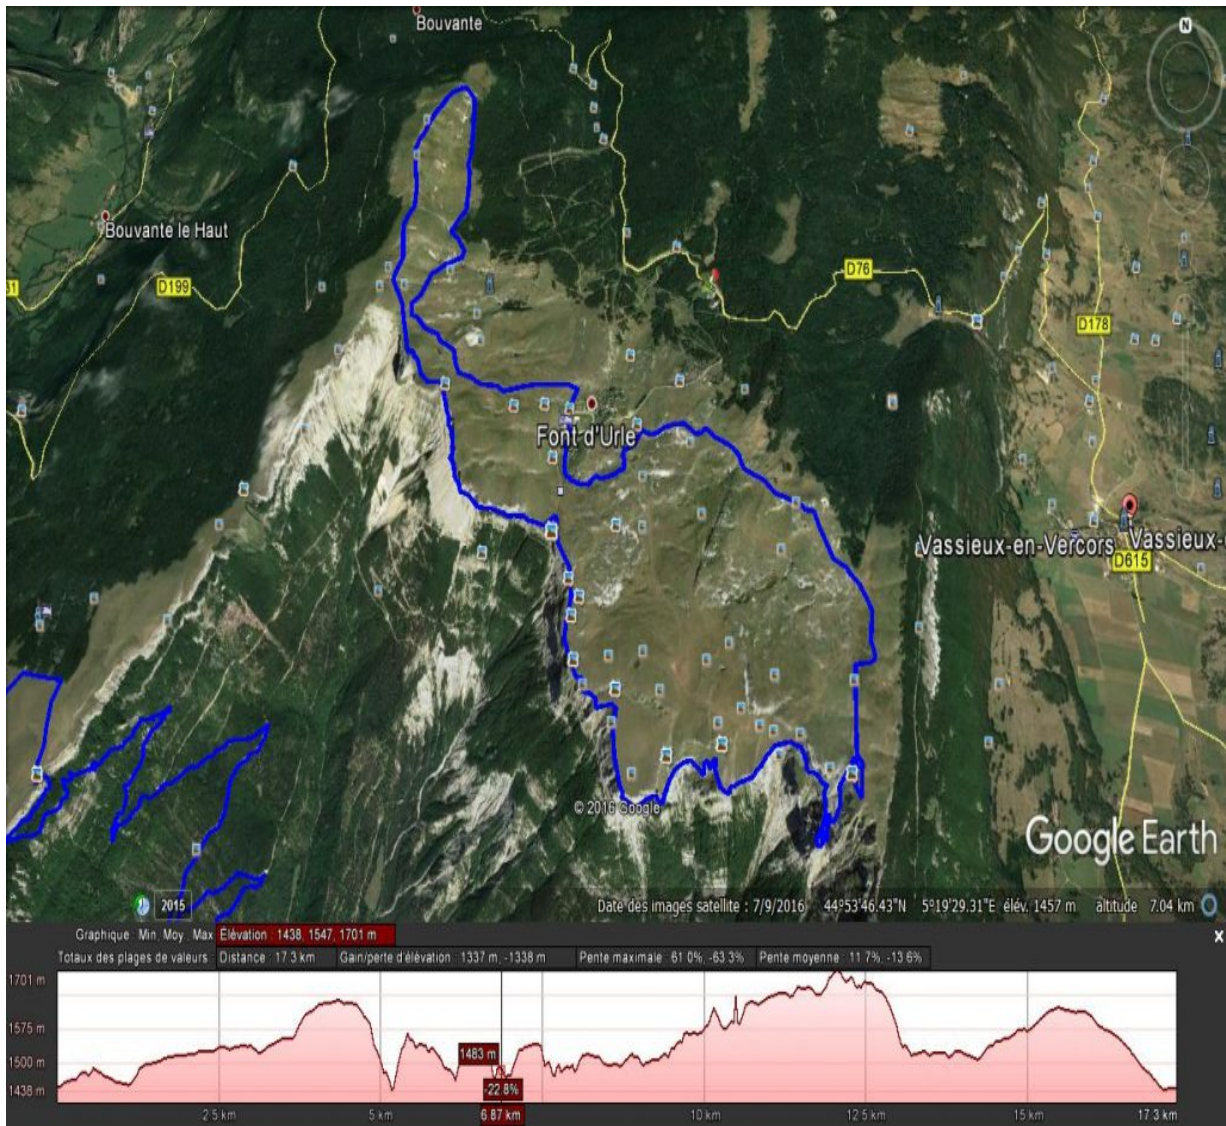 Bouvante
N
Bouvante le Haut
D199
D76
D178
Font d'Urle
Vassieux-en-Vercors
Vassieux-
D615
© 2016 Google
Google Earth
2015
Date des images satellite : 7/9/2016 44°53'46.43"N 5°19'29.31"E élév. 1457 m altitude 7.04 km
Graphique : Min, Moy, Max Élévation : 1438, 1547, 1701 m
X
Totaux des plages de valeurs : Distance : 17.3 km Gain/perte d'élévation : 1337 m, -1338 m Pente maximale : 61.0%, -63.3% Pente moyenne : 11.7%, -13.6%
1701 m
1575 m
1500 m
1438 m
1483 m
-22.8%
2.5 km 5 km 6.87 km 10 km 12.5 km 15 km 17.3 km